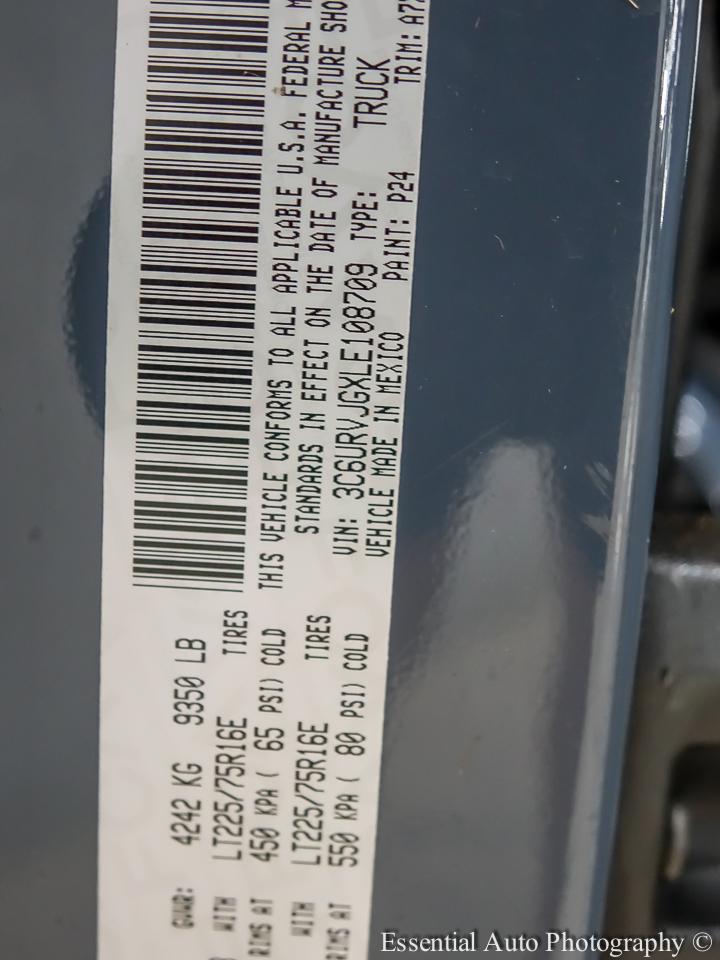 GVWR: 4242 KG 9350 LB
WITH LT225/75R16E TIRES
RIMS AT 450 KPA ( 65 PSI) COLD
WITH LT225/75R16E TIRES
RIMS AT 550 KPA ( 80 PSI) COLD
THIS VEHICLE CONFORMS TO ALL APPLICABLE U.S.A. FEDERAL M
STANDARDS IN EFFECT ON THE DATE OF MANUFACTURE SHO
VIN: 3C6URVJGXLE108709 TYPE: TRUCK
VEHICLE MADE IN MEXICO PAINT: P24 TRIM: A7
Essential Auto Photography ©